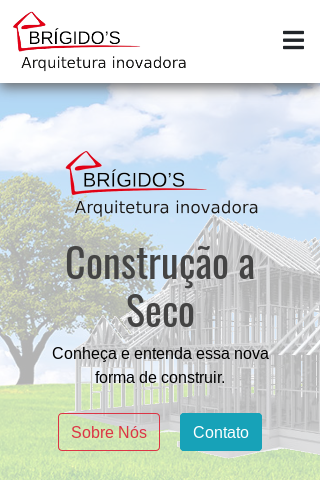 BRÍGIDO'S
Arquitetura inovadora
BRÍGIDO'S
Arquitetura inovadora
Construção a
Seco
Conheça e entenda essa nova
forma de construir.
Sobre Nós
Contato